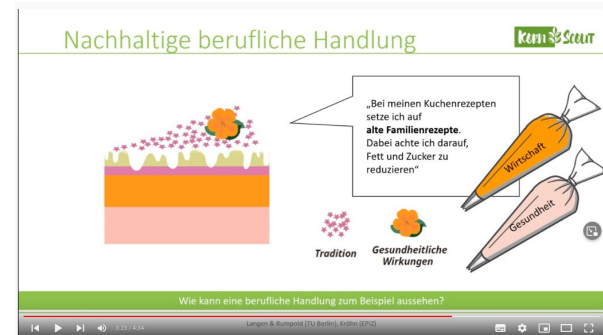 Nachhaltige berufliche Handlung
Korn Scout
„Bei meinen Kuchenrezepten
setze ich auf
alte Familienrezepte.
Dabei achte ich darauf,
Fett und Zucker zu
reduzieren“
Wirtschaft
Gesundheit
Tradition
Gesundheitliche
Wirkungen
Wie kann eine berufliche Handlung zum Beispiel aussehen?
Langen & Rumpold (TU Berlin), Kröhn (EPIZ)